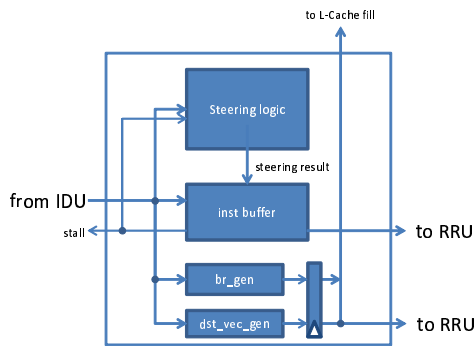 to L-Cache fill
Steering logic
steering result
from IDU
inst buffer
stall
to RRU
br_gen
dst_vec_gen
to RRU